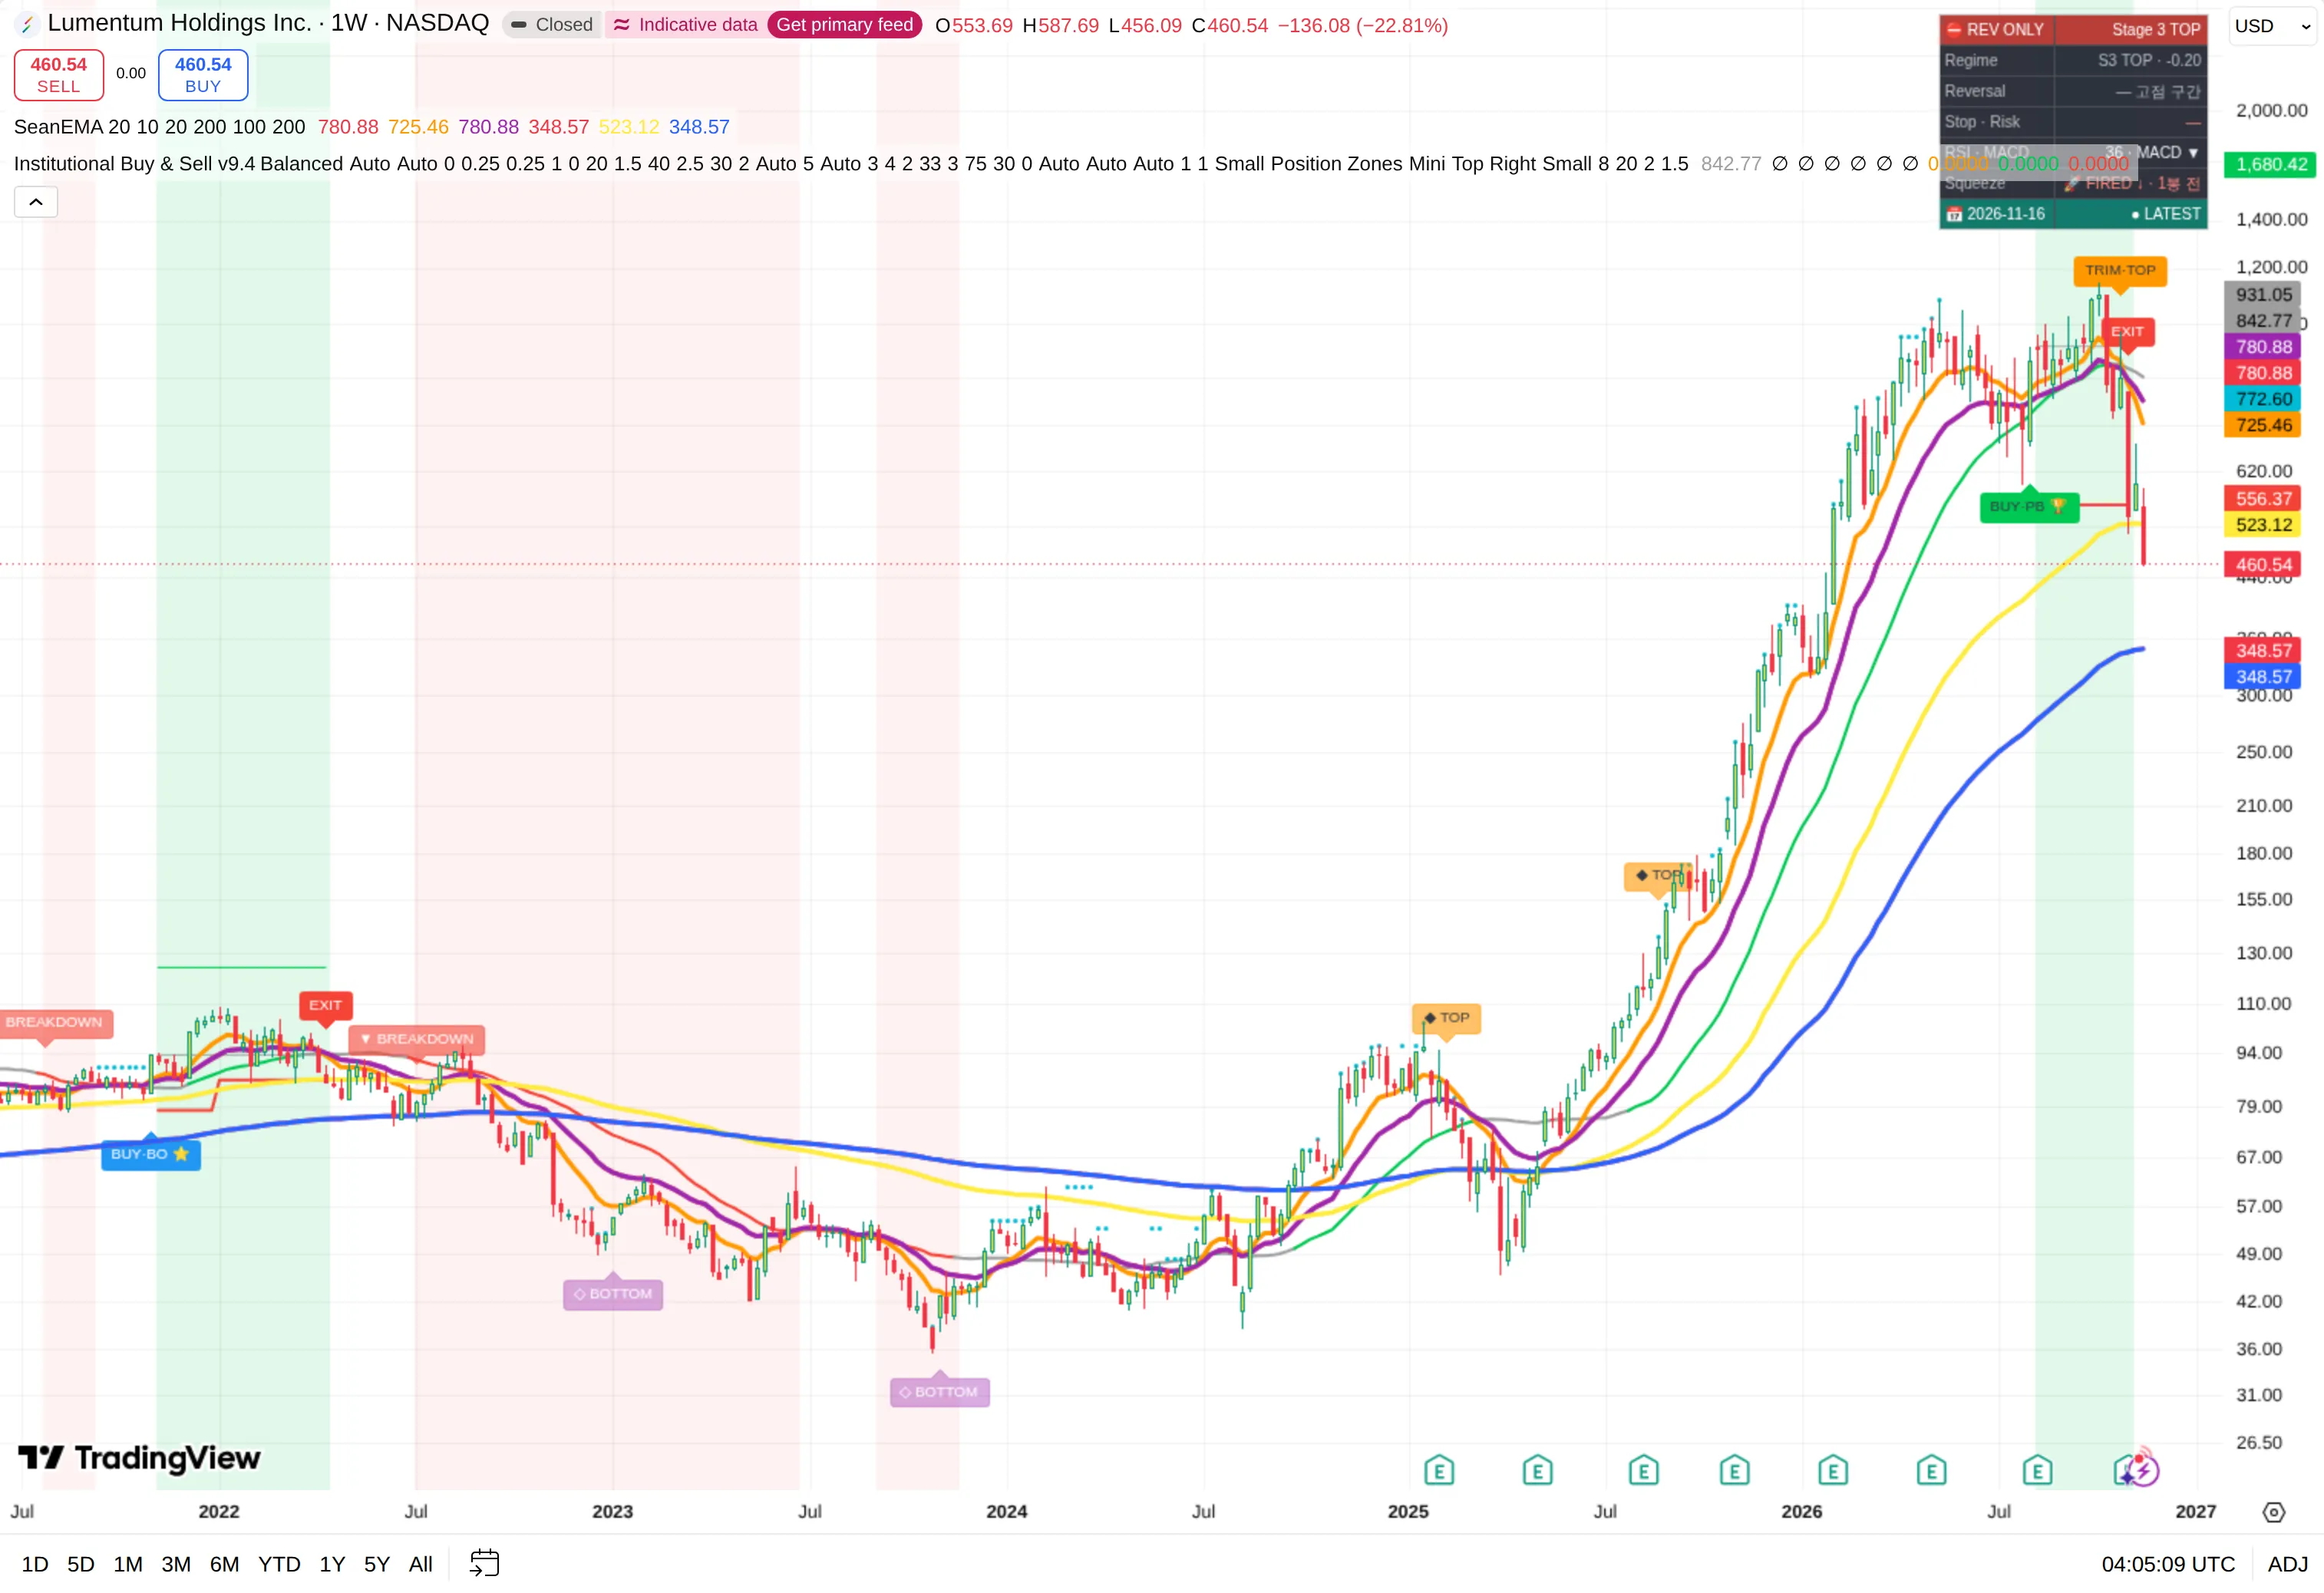 Lumentum Holdings Inc. · 1W · NASDAQ Closed Indicative data Get primary feed O553.69 H587.69 L456.09 C460.54 −136.08 (−22.81%)
460.54 SELL 0.00 460.54 BUY
SeanEMA 20 10 20 200 100 200 780.88 725.46 780.88 348.57 523.12 348.57
Institutional Buy & Sell v9.4 Balanced Auto Auto 0 0.25 0.25 1 0 20 1.5 40 2.5 30 2 Auto 5 Auto 3 4 2 33 3 75 30 0 Auto Auto Auto 1 1 Small Position Zones Mini Top Right Small 8 20 2 1.5 842.77 ∅ ∅ ∅ ∅ ∅ ∅ 0.0000 0.0000 0.0000
⛔ REV ONLY Stage 3 TOP
Regime S3 TOP · -0.20
Reversal — 고점 구간
Stop · Risk —
RSI · MACD 36 · MACD ▼
Squeeze 🚀 FIRED ↓ · 1봉 전
📅 2026-11-16 ● LATEST
USD
2,000.00
1,680.42
1,400.00
1,200.00
931.05
842.77
780.88
780.88
772.60
725.46
620.00
556.37
523.12
460.54
440.00
348.57
348.57
300.00
250.00
210.00
180.00
155.00
130.00
110.00
94.00
79.00
67.00
57.00
49.00
42.00
36.00
31.00
26.50
TRIM·TOP
EXIT
BUY·PB 🏆
◆ TOP
◆ TOP
EXIT
BREAKDOWN
▼ BREAKDOWN
BUY·BO ⭐
◇ BOTTOM
◇ BOTTOM
TradingView
E E E E E E E
Jul 2022 Jul 2023 Jul 2024 Jul 2025 Jul 2026 Jul 2027
1D 5D 1M 3M 6M YTD 1Y 5Y All 04:05:09 UTC ADJ